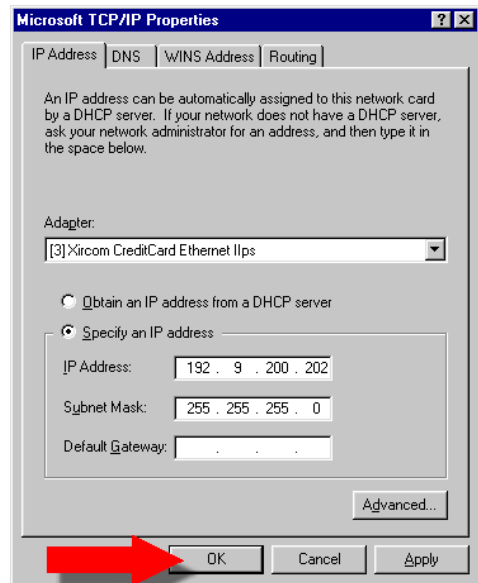 Microsoft TCP/IP Properties ? ×
IP Address DNS WINS Address Routing
An IP address can be automatically assigned to this network card
by a DHCP server. If your network does not have a DHCP server,
ask your network administrator for an address, and then type it in
the space below.
Adapter:
[3] Xircom CreditCard Ethernet IIps
Obtain an IP address from a DHCP server
Specify an IP address
IP Address: 192 . 9 . 200 . 202
Subnet Mask: 255 . 255 . 255 . 0
Default Gateway: . . .
Advanced...
OK Cancel Apply